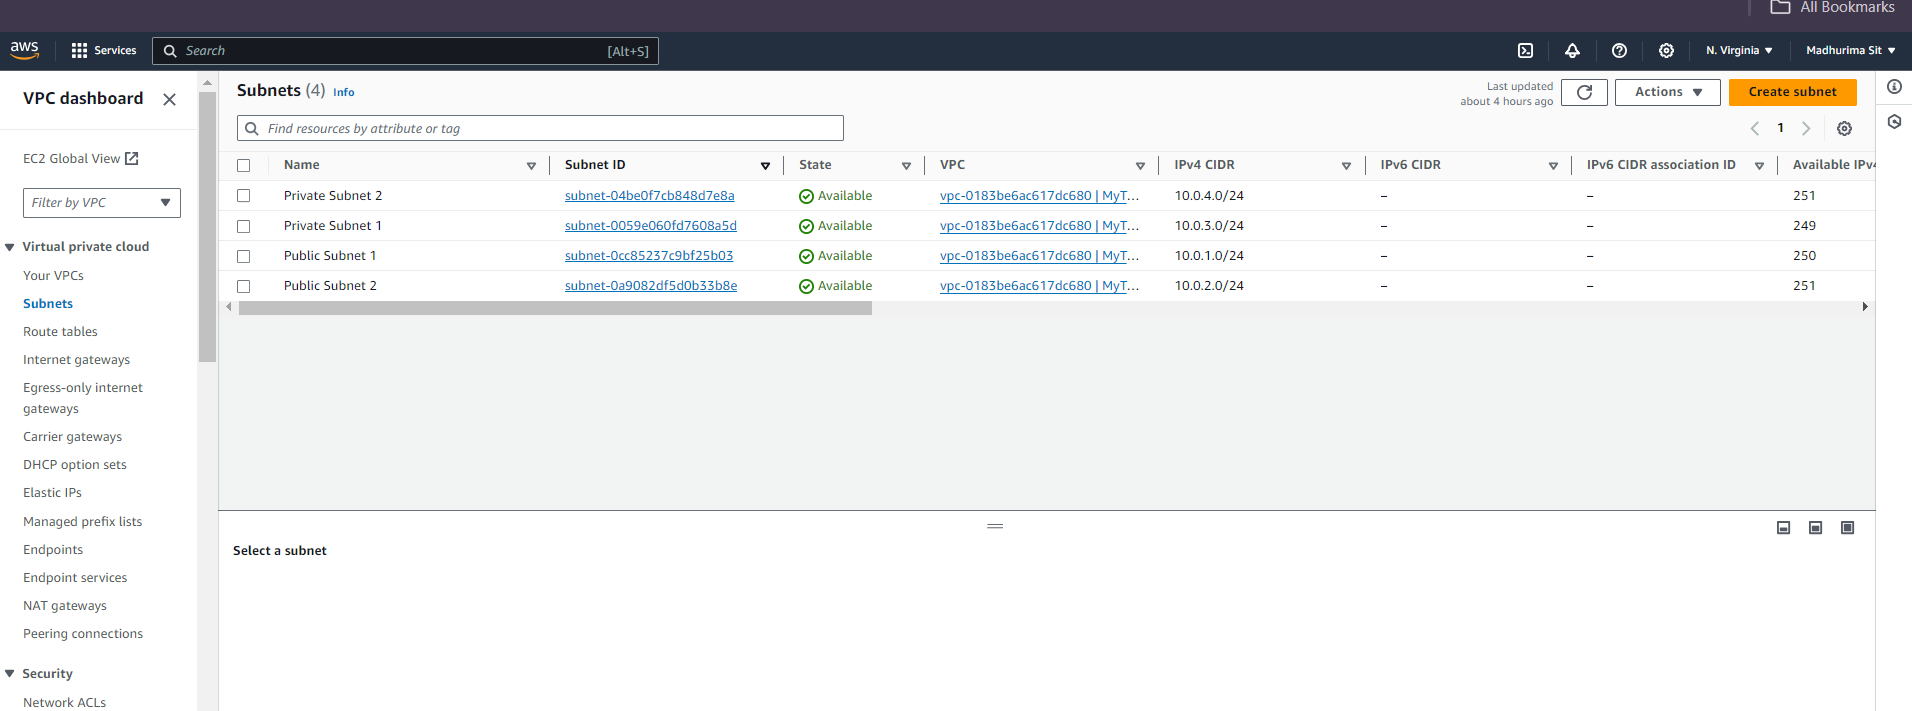 All Bookmarks
aws
Services
Search
[Alt+S]
N. Virginia
Madhurima Sit
VPC dashboard
EC2 Global View
Filter by VPC
Virtual private cloud
Your VPCs
Subnets
Route tables
Internet gateways
Egress-only internet
gateways
Carrier gateways
DHCP option sets
Elastic IPs
Managed prefix lists
Endpoints
Endpoint services
NAT gateways
Peering connections
Security
Network ACLs
Subnets (4) Info
Last updated
about 4 hours ago
Actions
Create subnet
Find resources by attribute or tag
1
Name Subnet ID State VPC IPv4 CIDR IPv6 CIDR IPv6 CIDR association ID Available IPv4
Private Subnet 2 subnet-04be0f7cb848d7e8a Available vpc-0183be6ac617dc680 | MyT... 10.0.4.0/24 – – 251
Private Subnet 1 subnet-0059e060fd7608a5d Available vpc-0183be6ac617dc680 | MyT... 10.0.3.0/24 – – 249
Public Subnet 1 subnet-0cc85237c9bf25b03 Available vpc-0183be6ac617dc680 | MyT... 10.0.1.0/24 – – 250
Public Subnet 2 subnet-0a9082df5d0b33b8e Available vpc-0183be6ac617dc680 | MyT... 10.0.2.0/24 – – 251
Select a subnet